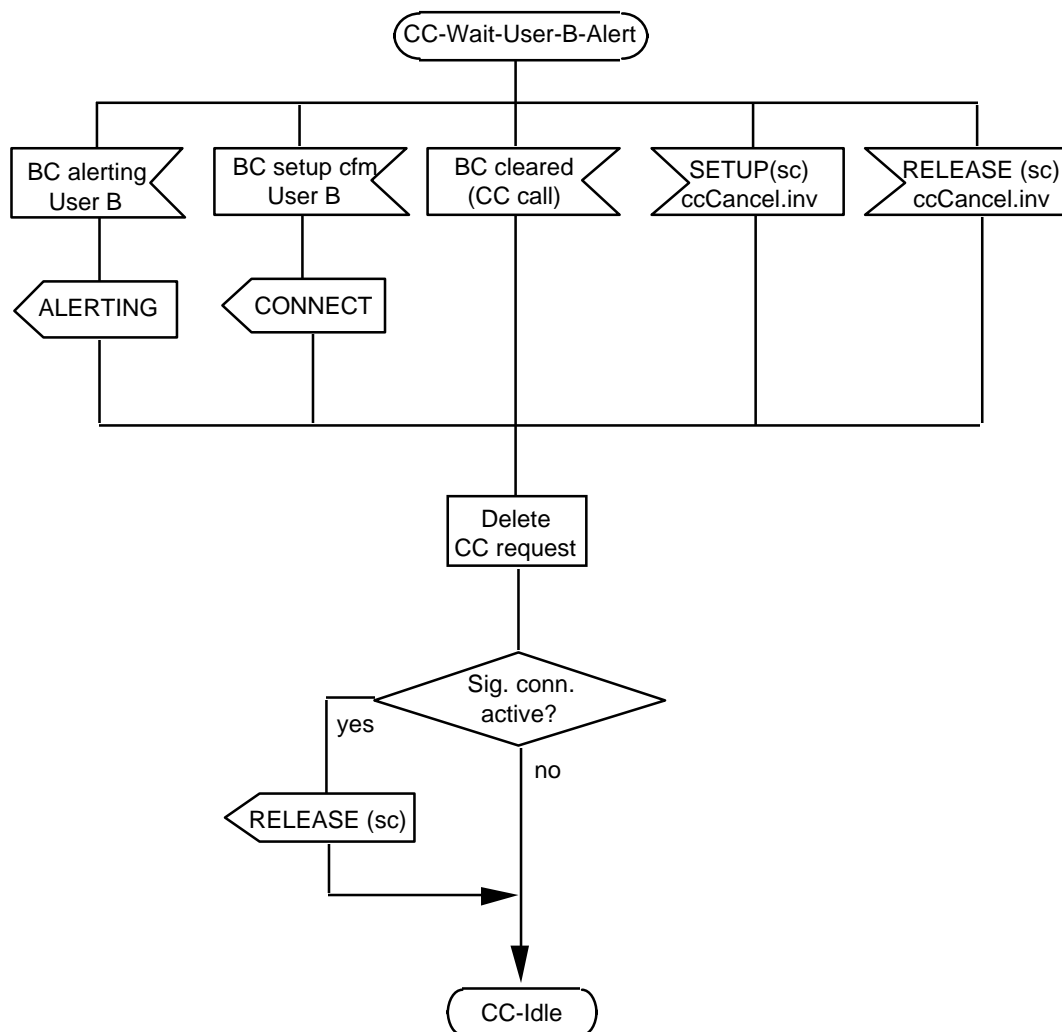 CC-Wait-User-B-Alert
BC alerting
User B
BC setup cfm
User B
BC cleared
(CC call)
SETUP(sc)
ccCancel.inv
RELEASE (sc)
ccCancel.inv
ALERTING
CONNECT
Delete
CC request
Sig. conn.
active?
yes
no
RELEASE (sc)
CC-Idle